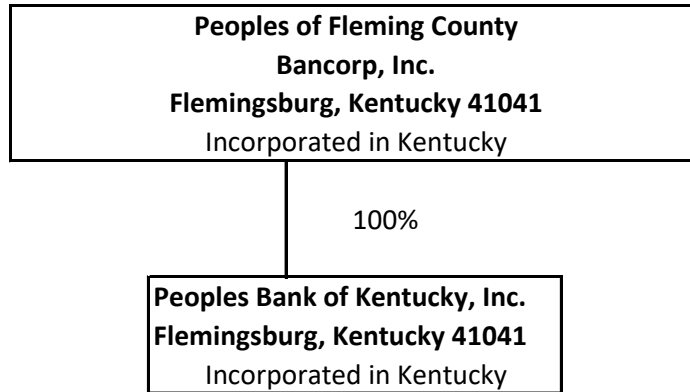 Peoples of Fleming County
Bancorp, Inc.
Flemingsburg, Kentucky 41041
Incorporated in Kentucky
100%
Peoples Bank of Kentucky, Inc.
Flemingsburg, Kentucky 41041
Incorporated in Kentucky